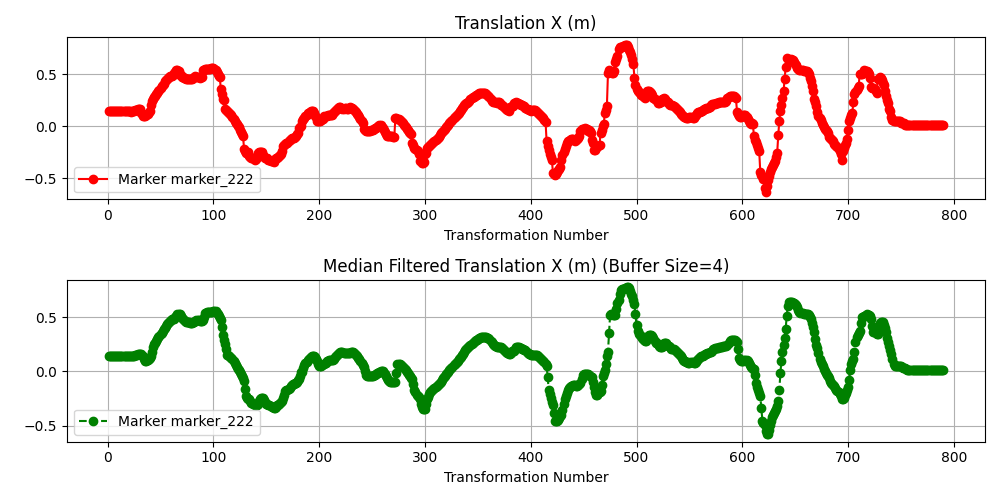 Translation X (m)
0.5
0.0
−0.5
Marker marker_222
0 100 200 300 400 500 600 700 800
Transformation Number
Median Filtered Translation X (m) (Buffer Size=4)
0.5
0.0
−0.5
Marker marker_222
0 100 200 300 400 500 600 700 800
Transformation Number